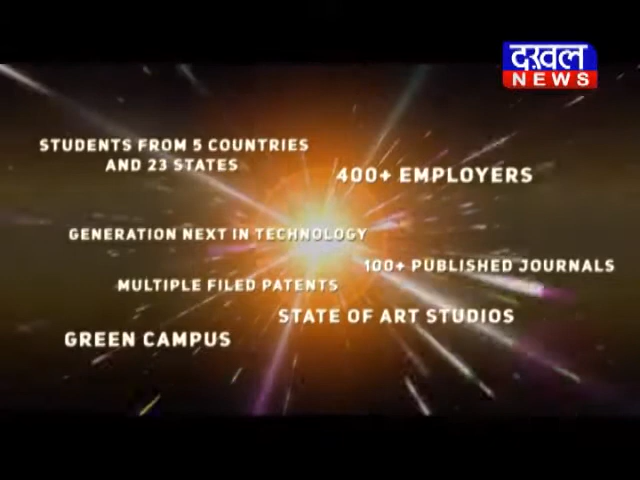 दख़ल
NEWS
STUDENTS FROM 5 COUNTRIES
AND 23 STATES
400+ EMPLOYERS
GENERATION NEXT IN TECHNOLOGY
100+ PUBLISHED JOURNALS
MULTIPLE FILED PATENTS
STATE OF ART STUDIOS
GREEN CAMPUS